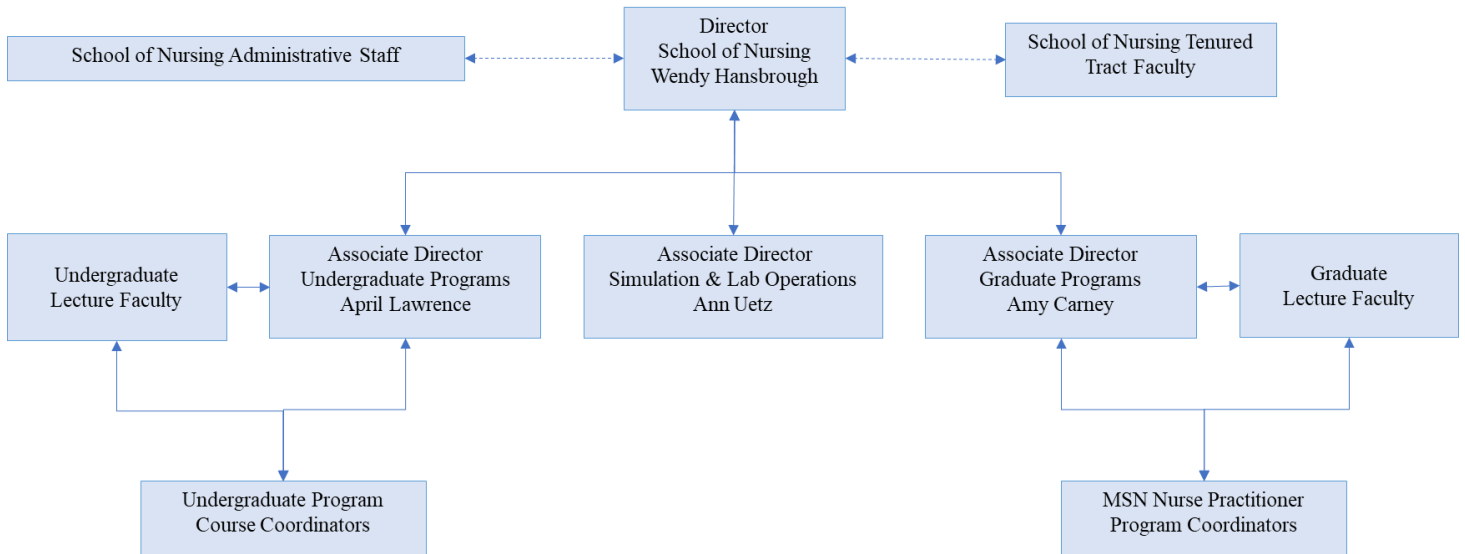 Director
School of Nursing
Wendy Hansbrough
School of Nursing Administrative Staff
School of Nursing Tenured
Tract Faculty
Undergraduate
Lecture Faculty
Associate Director
Undergraduate Programs
April Lawrence
Associate Director
Simulation & Lab Operations
Ann Uetz
Associate Director
Graduate Programs
Amy Carney
Graduate
Lecture Faculty
Undergraduate Program
Course Coordinators
MSN Nurse Practitioner
Program Coordinators